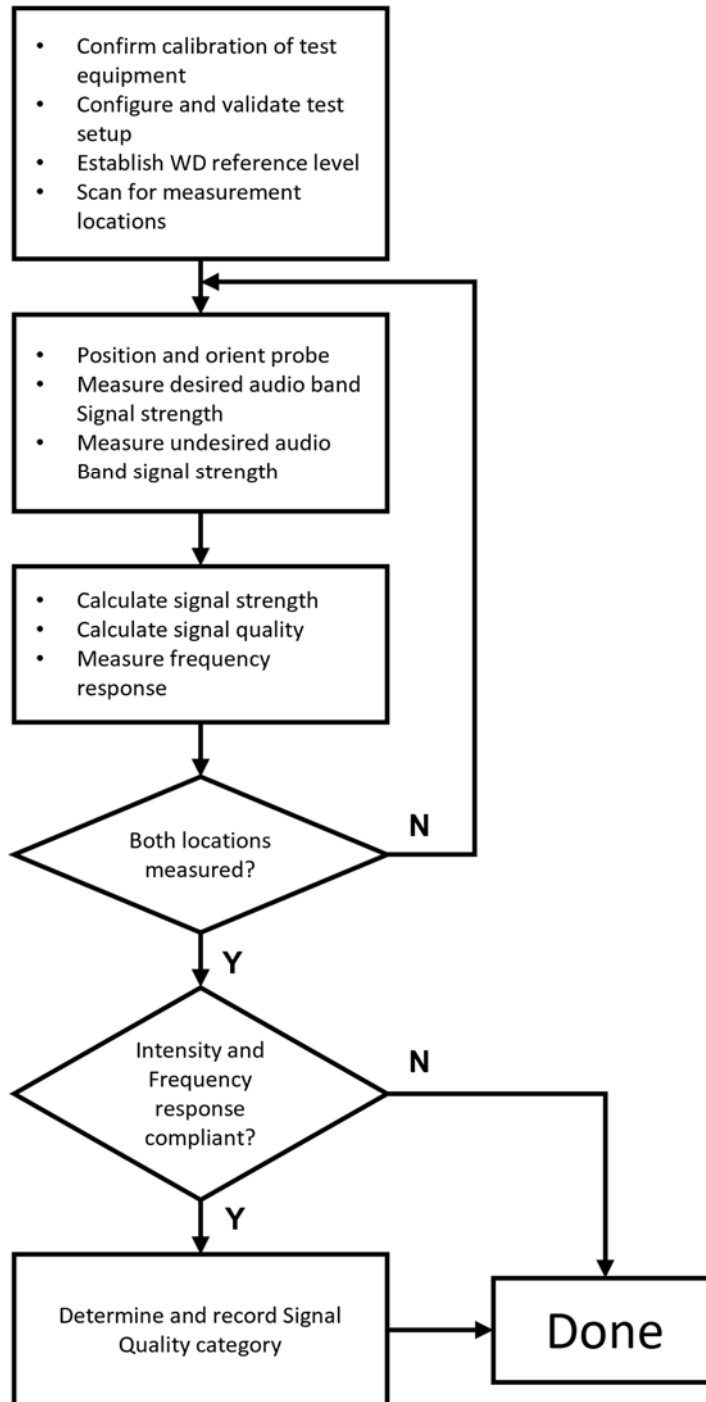 • Confirm calibration of test
equipment
• Configure and validate test
setup
• Establish WD reference level
• Scan for measurement
locations
• Position and orient probe
• Measure desired audio band
Signal strength
• Measure undesired audio
Band signal strength
• Calculate signal strength
• Calculate signal quality
• Measure frequency
response
Both locations
measured?
N
Y
Intensity and
Frequency
response
compliant?
N
Y
Determine and record Signal
Quality category
Done